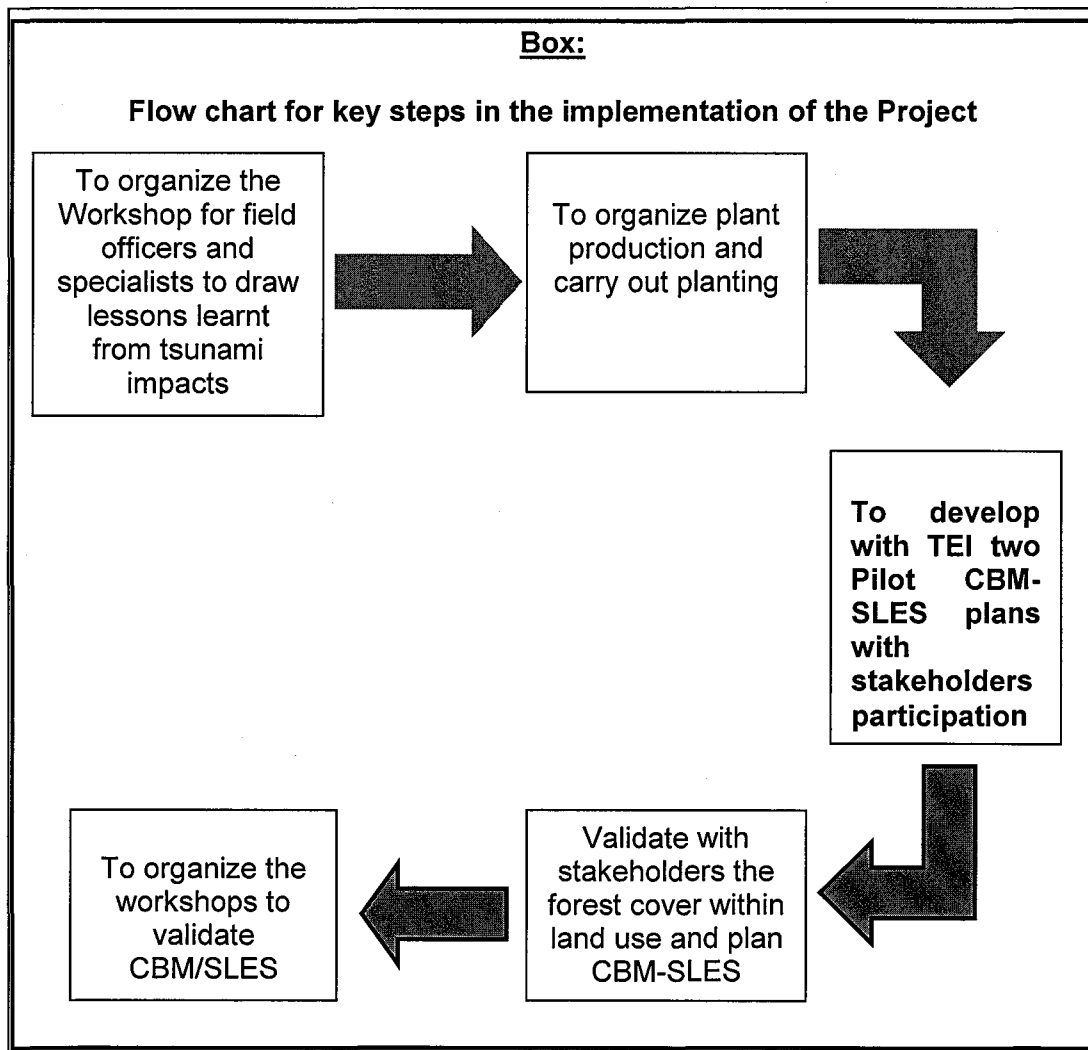 Box:
Flow chart for key steps in the implementation of the Project
To organize the
Workshop for field
officers and
specialists to draw
lessons learnt
from tsunami
impacts
To organize plant
production and
carry out planting
To develop
with TEI two
Pilot CBM-
SLES plans
with
stakeholders
participation
Validate with
stakeholders the
forest cover within
land use and plan
CBM-SLES
To organize the
workshops to
validate
CBM/SLES